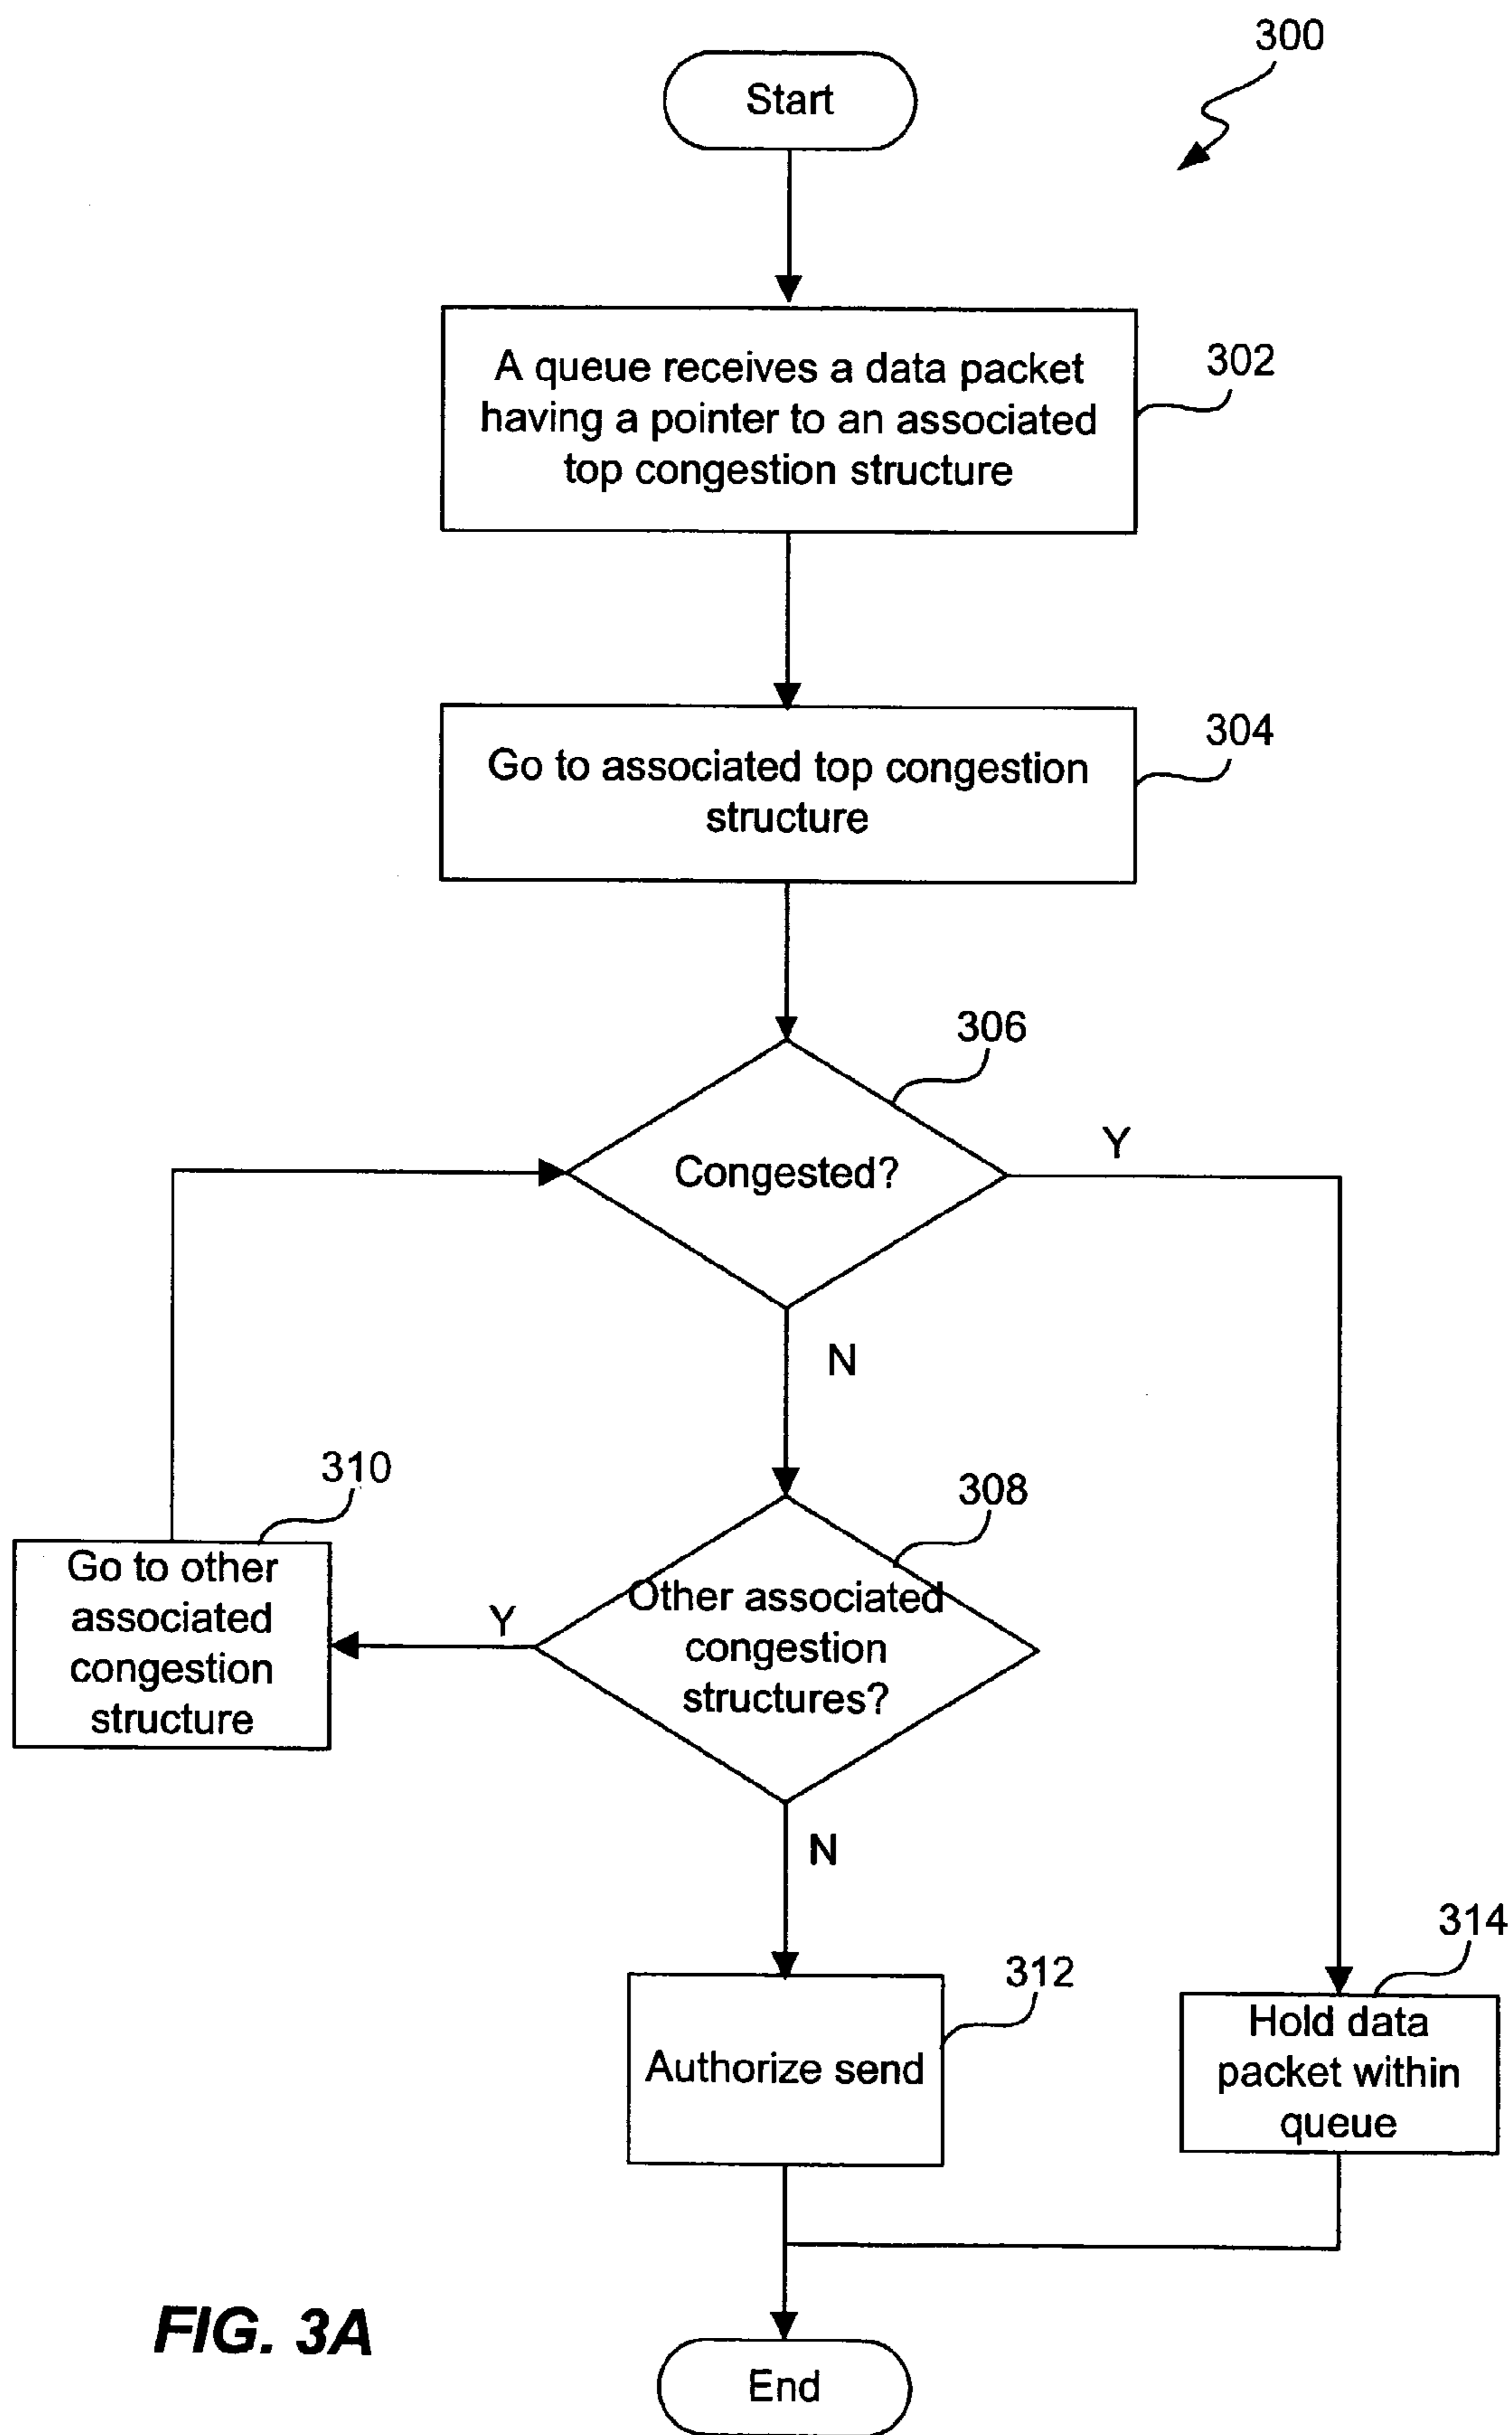 300
Start
A queue receives a data packet
having a pointer to an associated
top congestion structure
302
Go to associated top congestion
structure
304
306
Congested?
Y
N
310
308
Go to other
associated
congestion
structure
Y
Other associated
congestion
structures?
N
312
314
Authorize send
Hold data
packet within
queue
FIG. 3A
End